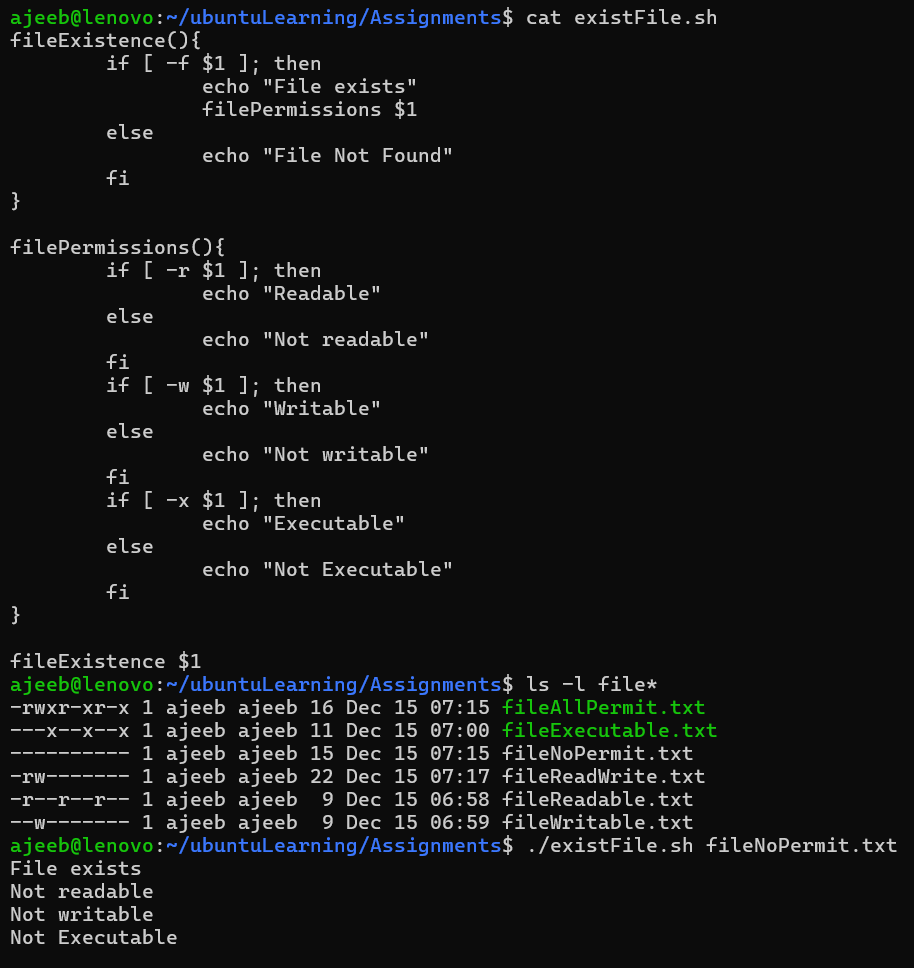 ajeeb@lenovo:~/ubuntuLearning/Assignments$ cat existFile.sh
fileExistence(){
        if [ -f $1 ]; then
                echo "File exists"
                filePermissions $1
        else
                echo "File Not Found"
        fi
}

filePermissions(){
        if [ -r $1 ]; then
                echo "Readable"
        else
                echo "Not readable"
        fi
        if [ -w $1 ]; then
                echo "Writable"
        else
                echo "Not writable"
        fi
        if [ -x $1 ]; then
                echo "Executable"
        else
                echo "Not Executable"
        fi
}

fileExistence $1
ajeeb@lenovo:~/ubuntuLearning/Assignments$ ls -l file*
-rwxr-xr-x 1 ajeeb ajeeb 16 Dec 15 07:15 fileAllPermit.txt
---x--x--x 1 ajeeb ajeeb 11 Dec 15 07:00 fileExecutable.txt
---------- 1 ajeeb ajeeb 15 Dec 15 07:15 fileNoPermit.txt
-rw------- 1 ajeeb ajeeb 22 Dec 15 07:17 fileReadWrite.txt
-r--r--r-- 1 ajeeb ajeeb  9 Dec 15 06:58 fileReadable.txt
--w------- 1 ajeeb ajeeb  9 Dec 15 06:59 fileWritable.txt
ajeeb@lenovo:~/ubuntuLearning/Assignments$ ./existFile.sh fileNoPermit.txt
File exists
Not readable
Not writable
Not Executable